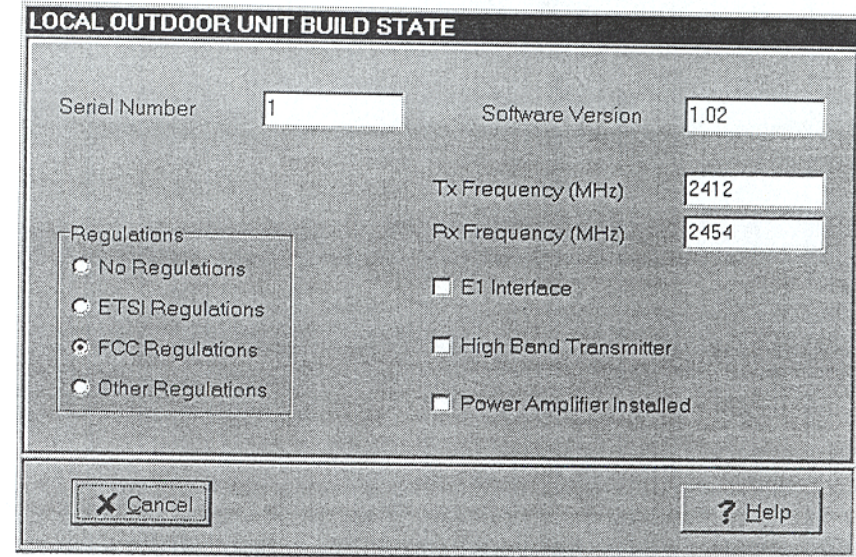 LOCAL OUTDOOR UNIT BUILD STATE
Serial Number 1
Software Version 1.02
Tx Frequency (MHz) 2412
Rx Frequency (MHz) 2454
Regulations
No Regulations
ETSI Regulations
FCC Regulations
Other Regulations
E1 Interface
High Band Transmitter
Power Amplifier Installed
Cancel
? Help